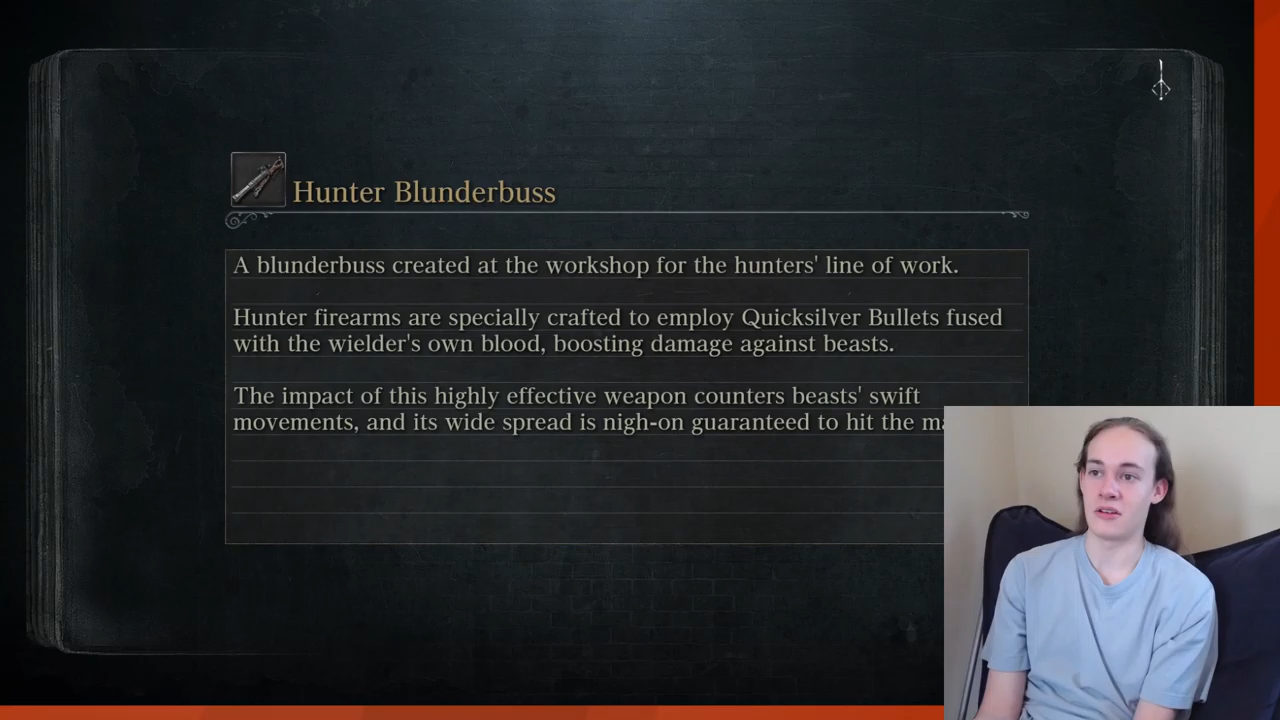 Hunter Blunderbuss
A blunderbuss created at the workshop for the hunters' line of work.
Hunter firearms are specially crafted to employ Quicksilver Bullets fused
with the wielder's own blood, boosting damage against beasts.
The impact of this highly effective weapon counters beasts' swift
movements, and its wide spread is nigh-on guaranteed to hit the